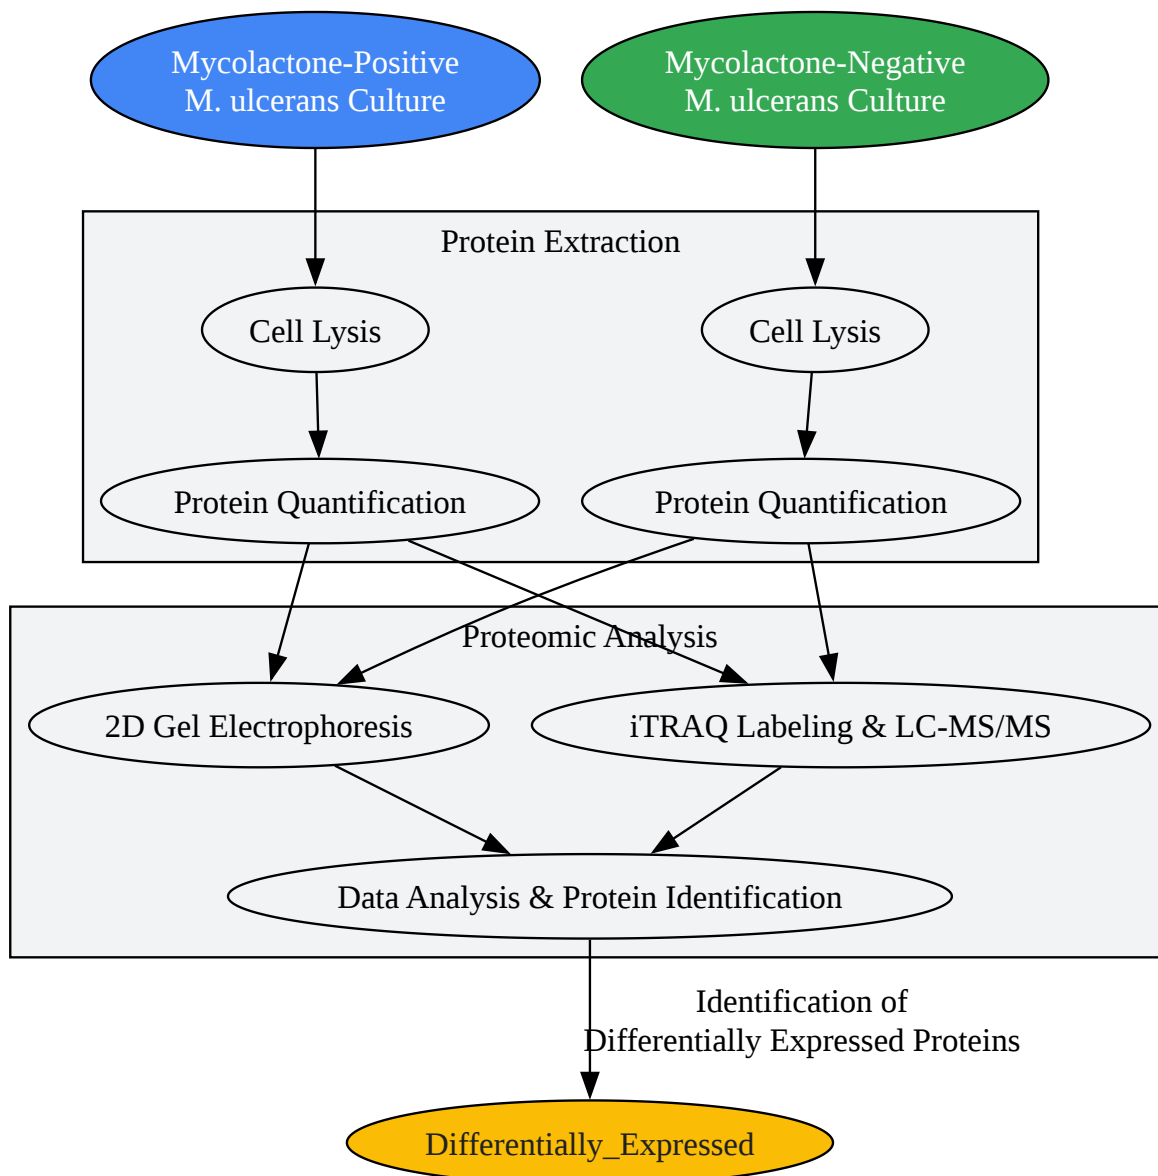 Mycolactone-Positive
M. ulcerans Culture
Mycolactone-Negative
M. ulcerans Culture
Protein Extraction
Cell Lysis
Cell Lysis
Protein Quantification
Protein Quantification
Proteomic Analysis
2D Gel Electrophoresis
iTRAQ Labeling & LC-MS/MS
Data Analysis & Protein Identification
Identification of
Differentially Expressed Proteins
Differentially_Expressed